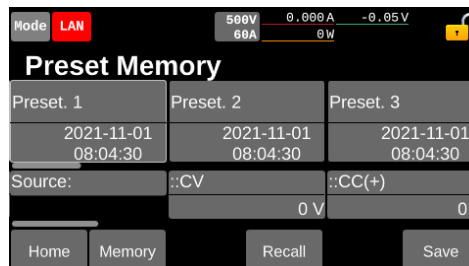 Mode LAN 500V 0.000 A -0.05 V
60A 0 W
Preset Memory
Preset. 1 Preset. 2 Preset. 3
2021-11-01 2021-11-01 2021-11-01
08:04:30 08:04:30 08:04:30
Source: ::CV ::CC(+)
0 V 0
Home Memory Recall Save